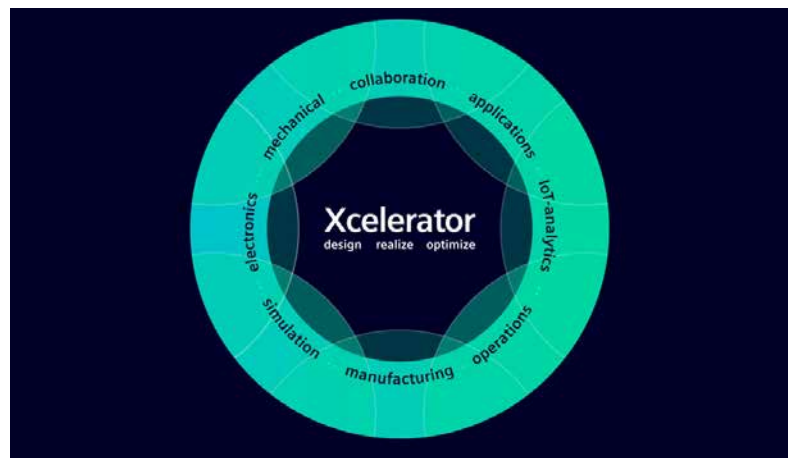 collaboration
applications
IoT-analytics
operations
manufacturing
simulation
electronics
mechanical
Xcelerator
design realize optimize